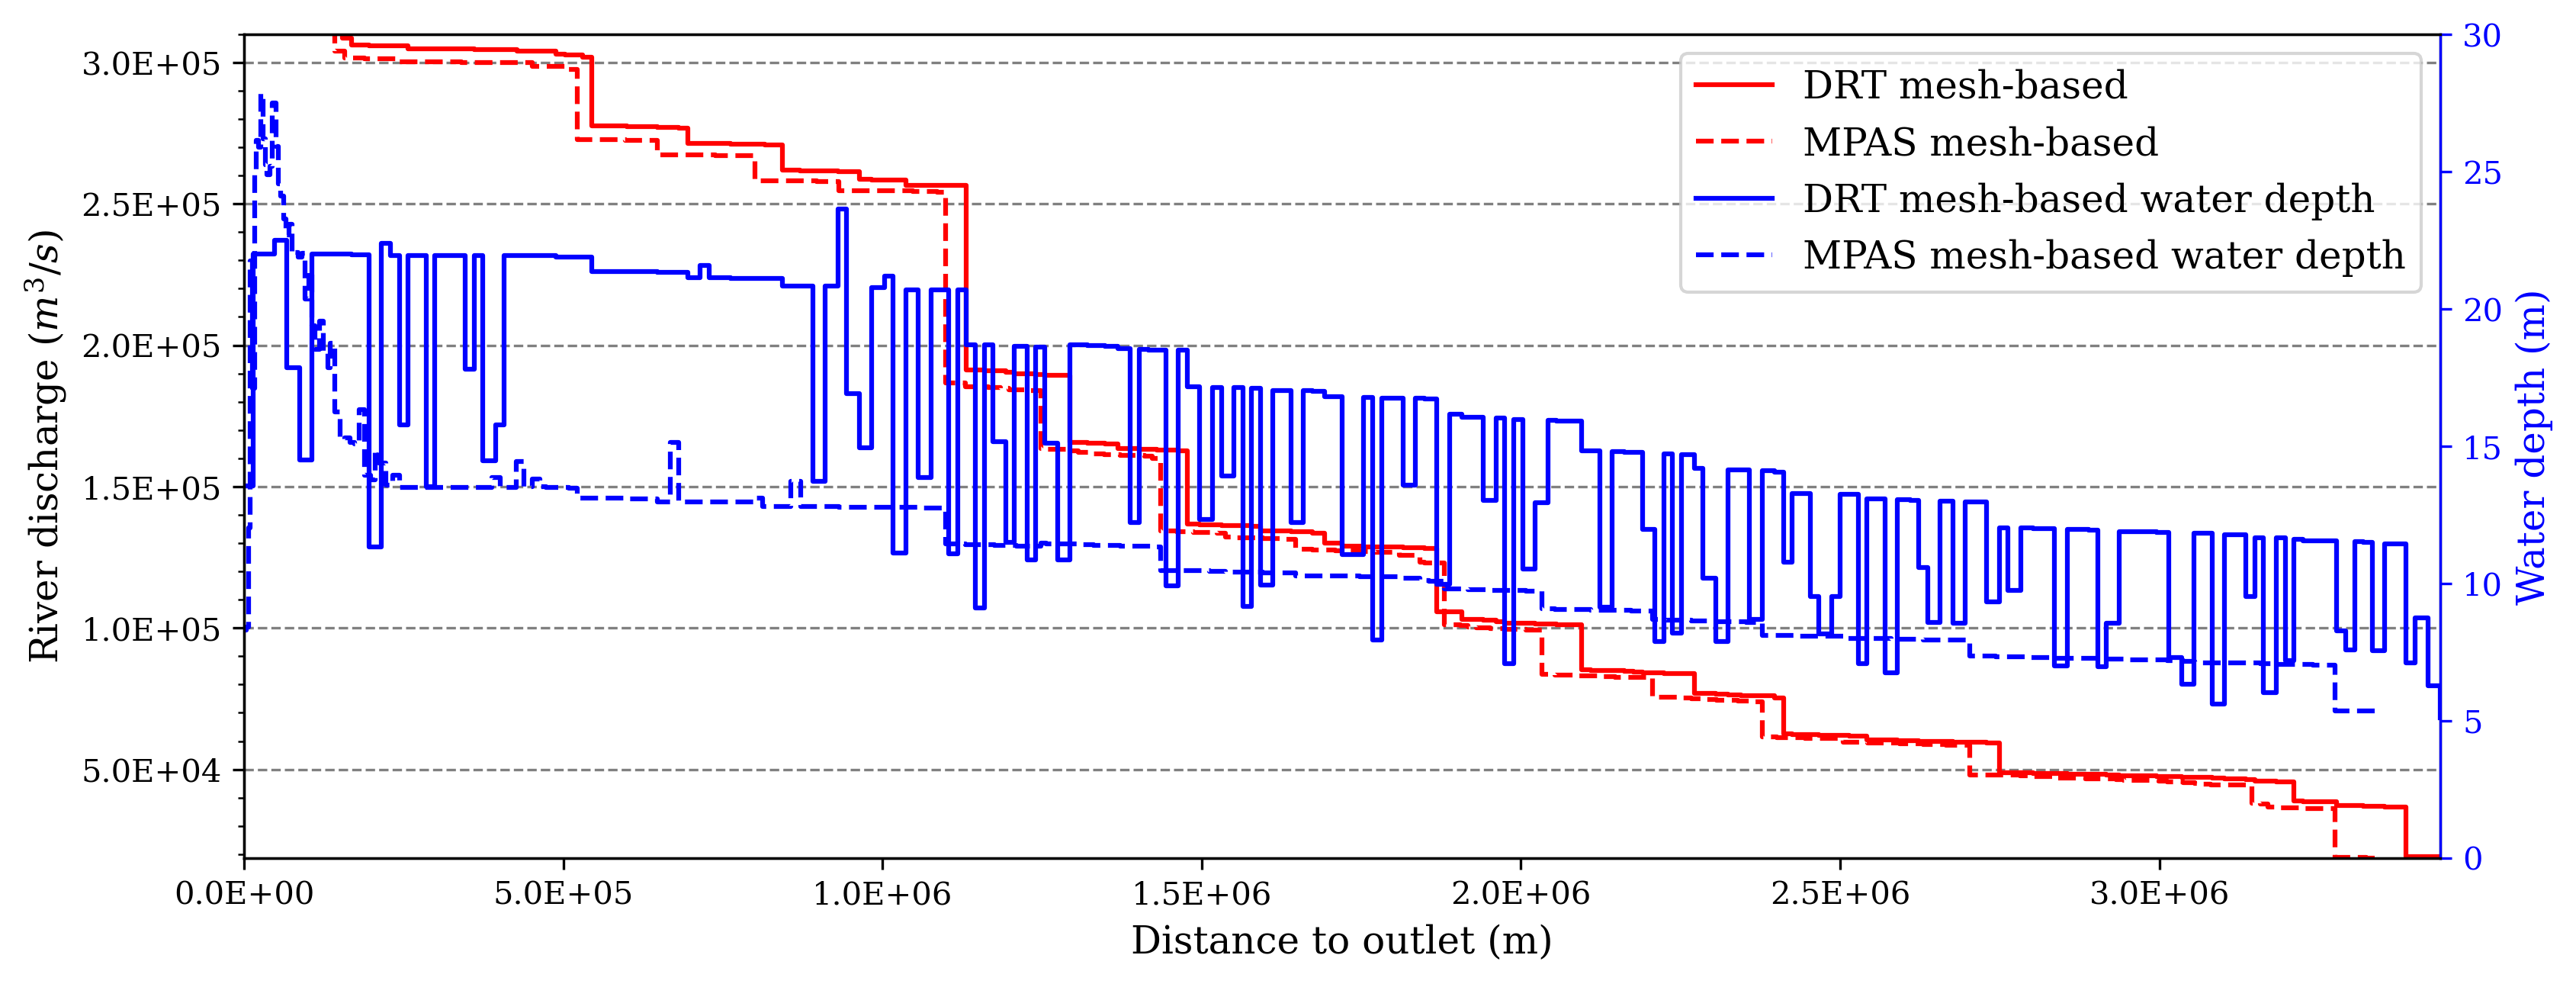 3.0E+05
2.5E+05
2.0E+05
1.5E+05
1.0E+05
5.0E+04
River discharge (m³/s)
30
25
20
15
10
5
0
Water depth (m)
DRT mesh-based
MPAS mesh-based
DRT mesh-based water depth
MPAS mesh-based water depth
0.0E+00 5.0E+05 1.0E+06 1.5E+06 2.0E+06 2.5E+06 3.0E+06
Distance to outlet (m)